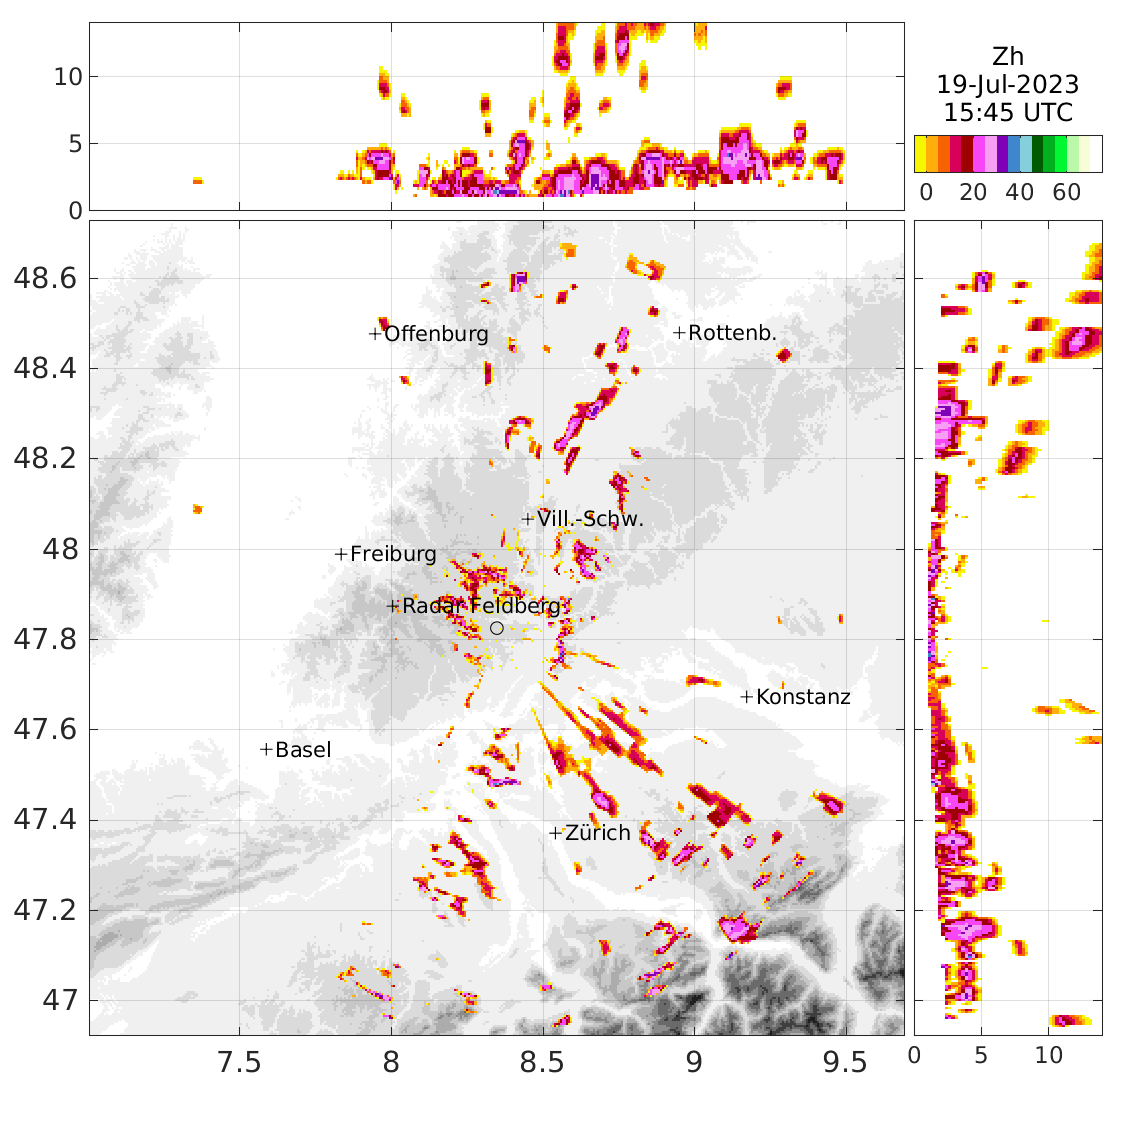 10
5
0
Zh
19-Jul-2023
15:45 UTC
0 20 40 60
48.6
48.4
48.2
48
47.8
47.6
47.4
47.2
47
+Offenburg
+Rottenb.
+Vill.-Schw.
+Freiburg
+Radar Feldberg
+Konstanz
+Basel
+Zürich
7.5 8 8.5 9 9.5
0 5 10